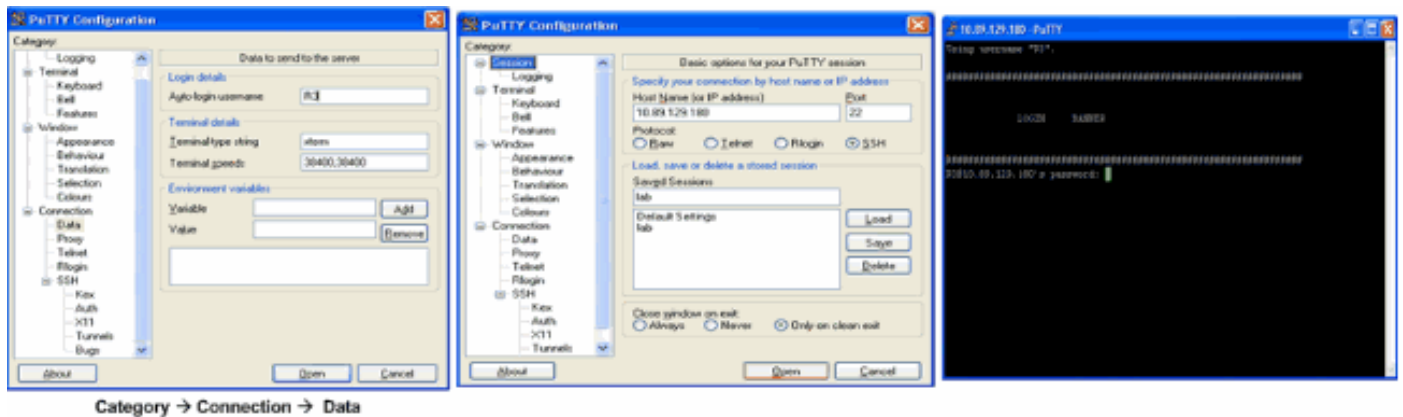 PuTTY Configuration
Category:
Logging
Terminal
Keyboard
Bell
Features
Window
Appearance
Behaviour
Translation
Selection
Colours
Connection
Data
Proxy
Telnet
Rlogin
SSH
Kex
Auth
X11
Tunnels
Bugs
Data to send to the server
Login details
Auto-login username
Terminal details
Terminal-type string
xterm
Terminal speeds
38400,38400
Environment variables
Variable
Add
Value
Remove
About
Open
Cancel
Category → Connection → Data
PuTTY Configuration
Category:
Session
Logging
Terminal
Keyboard
Bell
Features
Window
Appearance
Behaviour
Translation
Selection
Colours
Connection
Data
Proxy
Telnet
Rlogin
SSH
Kex
Auth
X11
Tunnels
Basic options for your PuTTY session
Specify your connection by host name or IP address
Host Name (or IP address)
Port
10.89.129.180
22
Protocol:
Raw
Telnet
Rlogin
SSH
Load, save or delete a stored session
Saved Sessions
lab
Default Settings
lab
Load
Save
Delete
Close window on exit:
Always
Never
Only on clean exit
About
Open
Cancel
10.89.129.180 - PuTTY
Using username
LOGIN BANNER
password: